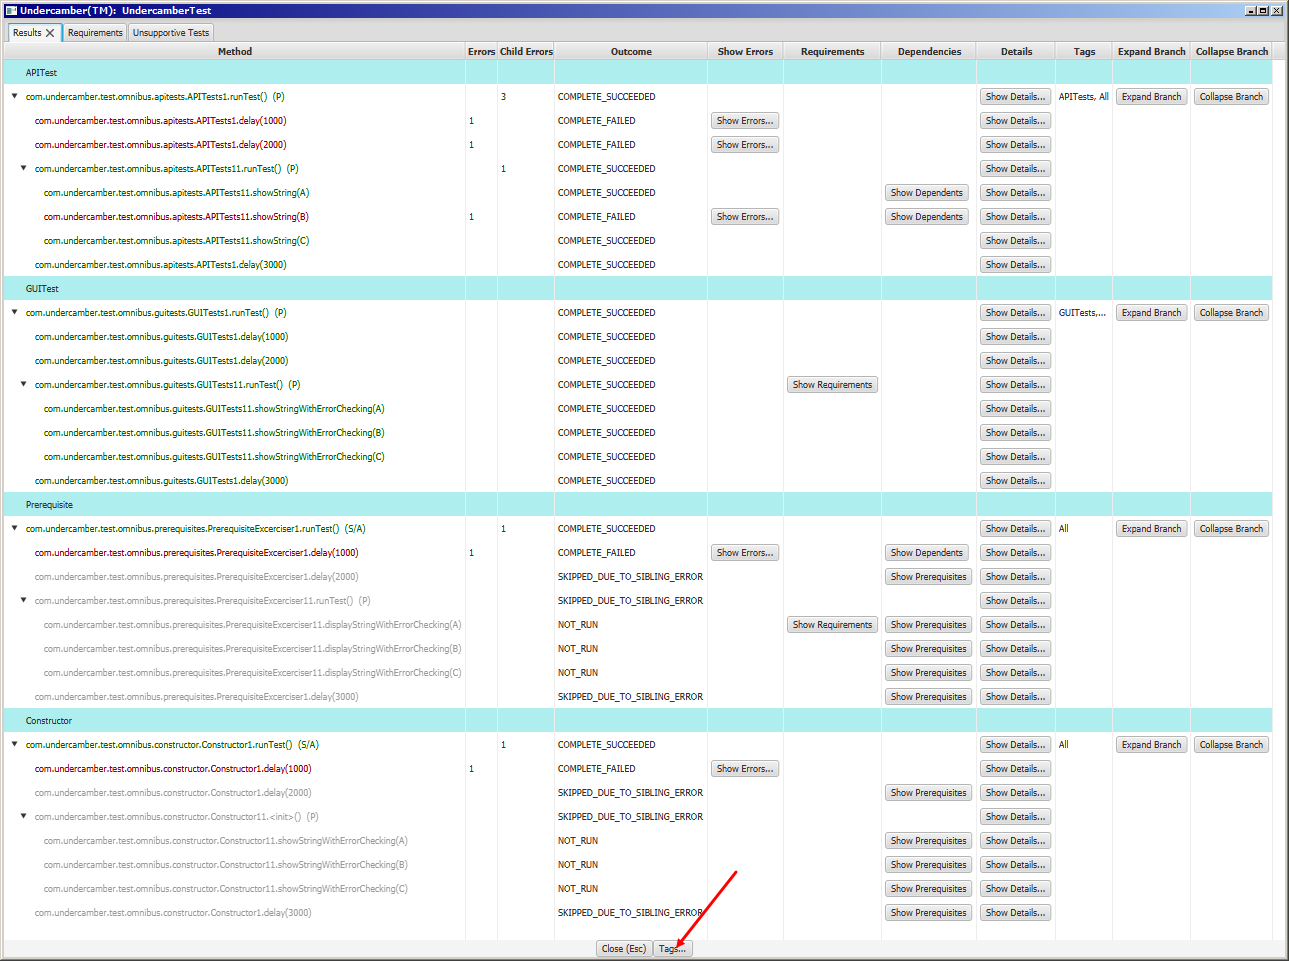 Undercamber(TM):  UndercamberTest
Results Requirements Unsupportive Tests
Method Errors Child Errors Outcome Show Errors Requirements Dependencies Details Tags Expand Branch Collapse Branch
APITest
com.undercamber.test.omnibus.apitests.APITests1.runTest()  (P) 3 COMPLETE_SUCCEEDED Show Details... APITests, All Expand Branch Collapse Branch
com.undercamber.test.omnibus.apitests.APITests1.delay(1000) 1 COMPLETE_FAILED Show Errors... Show Details...
com.undercamber.test.omnibus.apitests.APITests1.delay(2000) 1 COMPLETE_FAILED Show Errors... Show Details...
com.undercamber.test.omnibus.apitests.APITests11.runTest()  (P) 1 COMPLETE_SUCCEEDED Show Details...
com.undercamber.test.omnibus.apitests.APITests11.showString(A) COMPLETE_SUCCEEDED Show Dependents Show Details...
com.undercamber.test.omnibus.apitests.APITests11.showString(B) 1 COMPLETE_FAILED Show Errors... Show Dependents Show Details...
com.undercamber.test.omnibus.apitests.APITests11.showString(C) COMPLETE_SUCCEEDED Show Details...
com.undercamber.test.omnibus.apitests.APITests1.delay(3000) COMPLETE_SUCCEEDED Show Details...
GUITest
com.undercamber.test.omnibus.guitests.GUITests1.runTest()  (P) COMPLETE_SUCCEEDED Show Details... GUITests,... Expand Branch Collapse Branch
com.undercamber.test.omnibus.guitests.GUITests1.delay(1000) COMPLETE_SUCCEEDED Show Details...
com.undercamber.test.omnibus.guitests.GUITests1.delay(2000) COMPLETE_SUCCEEDED Show Details...
com.undercamber.test.omnibus.guitests.GUITests11.runTest()  (P) COMPLETE_SUCCEEDED Show Requirements Show Details...
com.undercamber.test.omnibus.guitests.GUITests11.showStringWithErrorChecking(A) COMPLETE_SUCCEEDED Show Details...
com.undercamber.test.omnibus.guitests.GUITests11.showStringWithErrorChecking(B) COMPLETE_SUCCEEDED Show Details...
com.undercamber.test.omnibus.guitests.GUITests11.showStringWithErrorChecking(C) COMPLETE_SUCCEEDED Show Details...
com.undercamber.test.omnibus.guitests.GUITests1.delay(3000) COMPLETE_SUCCEEDED Show Details...
Prerequisite
com.undercamber.test.omnibus.prerequisites.PrerequisiteExcerciser1.runTest()  (S/A) 1 COMPLETE_SUCCEEDED Show Details... All Expand Branch Collapse Branch
com.undercamber.test.omnibus.prerequisites.PrerequisiteExcerciser1.delay(1000) 1 COMPLETE_FAILED Show Errors... Show Dependents Show Details...
com.undercamber.test.omnibus.prerequisites.PrerequisiteExcerciser1.delay(2000) SKIPPED_DUE_TO_SIBLING_ERROR Show Prerequisites Show Details...
com.undercamber.test.omnibus.prerequisites.PrerequisiteExcerciser11.runTest()  (P) SKIPPED_DUE_TO_SIBLING_ERROR Show Details...
com.undercamber.test.omnibus.prerequisites.PrerequisiteExcerciser11.displayStringWithErrorChecking(A) NOT_RUN Show Requirements Show Prerequisites Show Details...
com.undercamber.test.omnibus.prerequisites.PrerequisiteExcerciser11.displayStringWithErrorChecking(B) NOT_RUN Show Prerequisites Show Details...
com.undercamber.test.omnibus.prerequisites.PrerequisiteExcerciser11.displayStringWithErrorChecking(C) NOT_RUN Show Prerequisites Show Details...
com.undercamber.test.omnibus.prerequisites.PrerequisiteExcerciser1.delay(3000) SKIPPED_DUE_TO_SIBLING_ERROR Show Prerequisites Show Details...
Constructor
com.undercamber.test.omnibus.constructor.Constructor1.runTest()  (S/A) 1 COMPLETE_SUCCEEDED Show Details... All Expand Branch Collapse Branch
com.undercamber.test.omnibus.constructor.Constructor1.delay(1000) 1 COMPLETE_FAILED Show Errors... Show Details...
com.undercamber.test.omnibus.constructor.Constructor1.delay(2000) SKIPPED_DUE_TO_SIBLING_ERROR Show Prerequisites Show Details...
com.undercamber.test.omnibus.constructor.Constructor11.<init>()  (P) SKIPPED_DUE_TO_SIBLING_ERROR Show Details...
com.undercamber.test.omnibus.constructor.Constructor11.showStringWithErrorChecking(A) NOT_RUN Show Prerequisites Show Details...
com.undercamber.test.omnibus.constructor.Constructor11.showStringWithErrorChecking(B) NOT_RUN Show Prerequisites Show Details...
com.undercamber.test.omnibus.constructor.Constructor11.showStringWithErrorChecking(C) NOT_RUN Show Prerequisites Show Details...
com.undercamber.test.omnibus.constructor.Constructor1.delay(3000) SKIPPED_DUE_TO_SIBLING_ERROR Show Prerequisites Show Details...
Close (Esc) Tags...